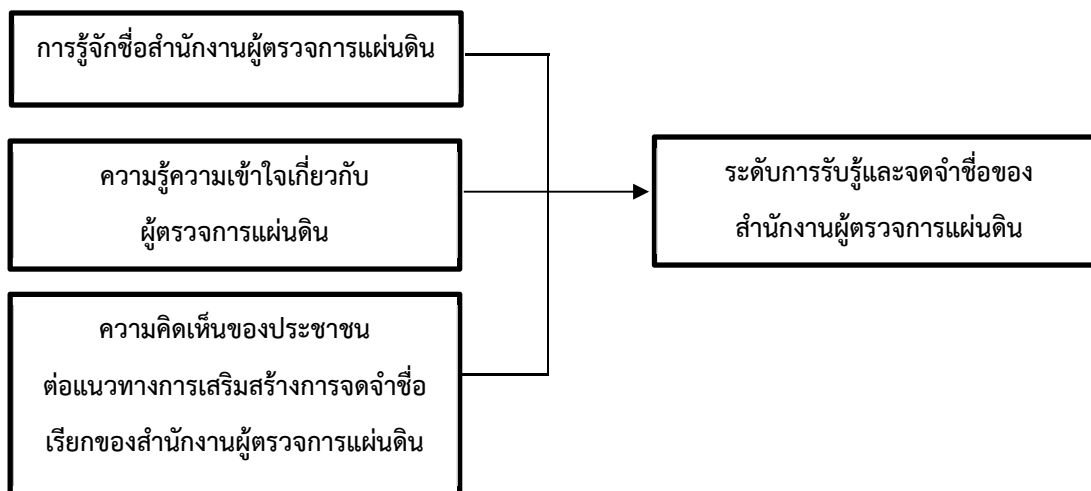 การรู้จักชื่อสำนักงานผู้ตรวจการแผ่นดิน
ความรู้ความเข้าใจเกี่ยวกับ
ผู้ตรวจการแผ่นดิน
ความคิดเห็นของประชาชน
ต่อแนวทางการเสริมสร้างการจดจำชื่อ
เรียกของสำนักงานผู้ตรวจการแผ่นดิน
ระดับการรับรู้และจดจำชื่อของ
สำนักงานผู้ตรวจการแผ่นดิน